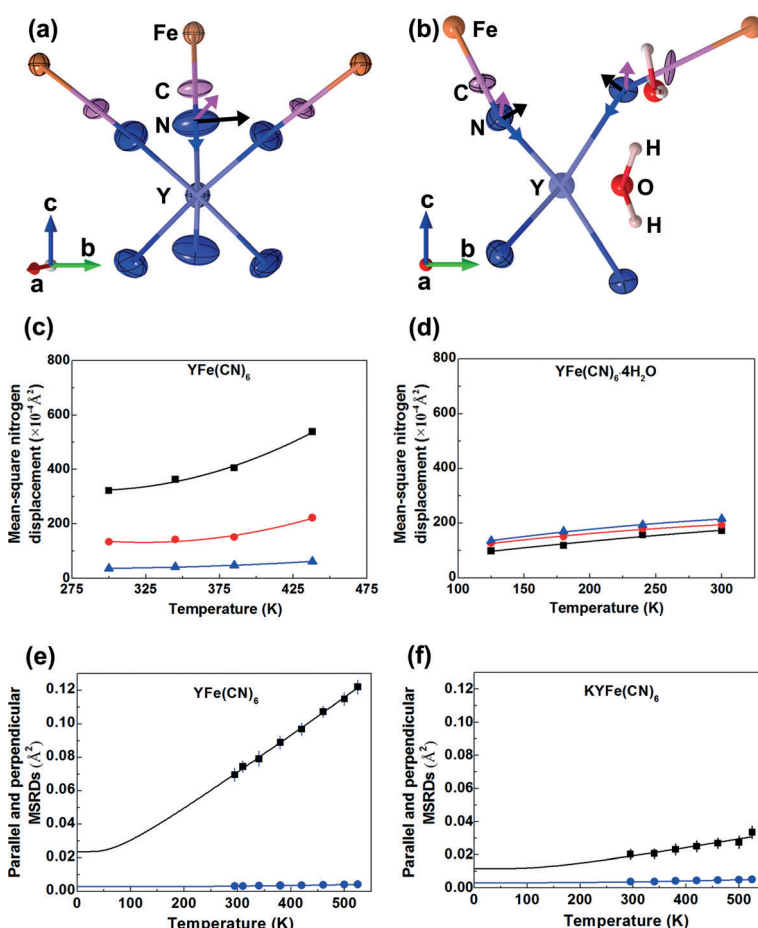 (a)
Fe
C
N
Y
c
b
a
(b)
Fe
C
N
Y
H
O
H
c
b
a
(c)
YFe(CN)₆
Mean-square nitrogen
displacement (×10⁻⁴Å²)
800
600
400
200
0
275 325 375 425 475
Temperature (K)
(d)
YFe(CN)₆·4H₂O
Mean-square nitrogen
displacement (×10⁻⁴Å²)
800
600
400
200
0
100 150 200 250 300
Temperature (K)
(e)
YFe(CN)₆
Parallel and perpendicular
MSRDs (Å²)
0.12
0.10
0.08
0.06
0.04
0.02
0.00
0 100 200 300 400 500
Temperature (K)
(f)
KYFe(CN)₆
Parallel and perpendicular
MSRDs (Å²)
0.12
0.10
0.08
0.06
0.04
0.02
0.00
0 100 200 300 400 500
Temperature (K)